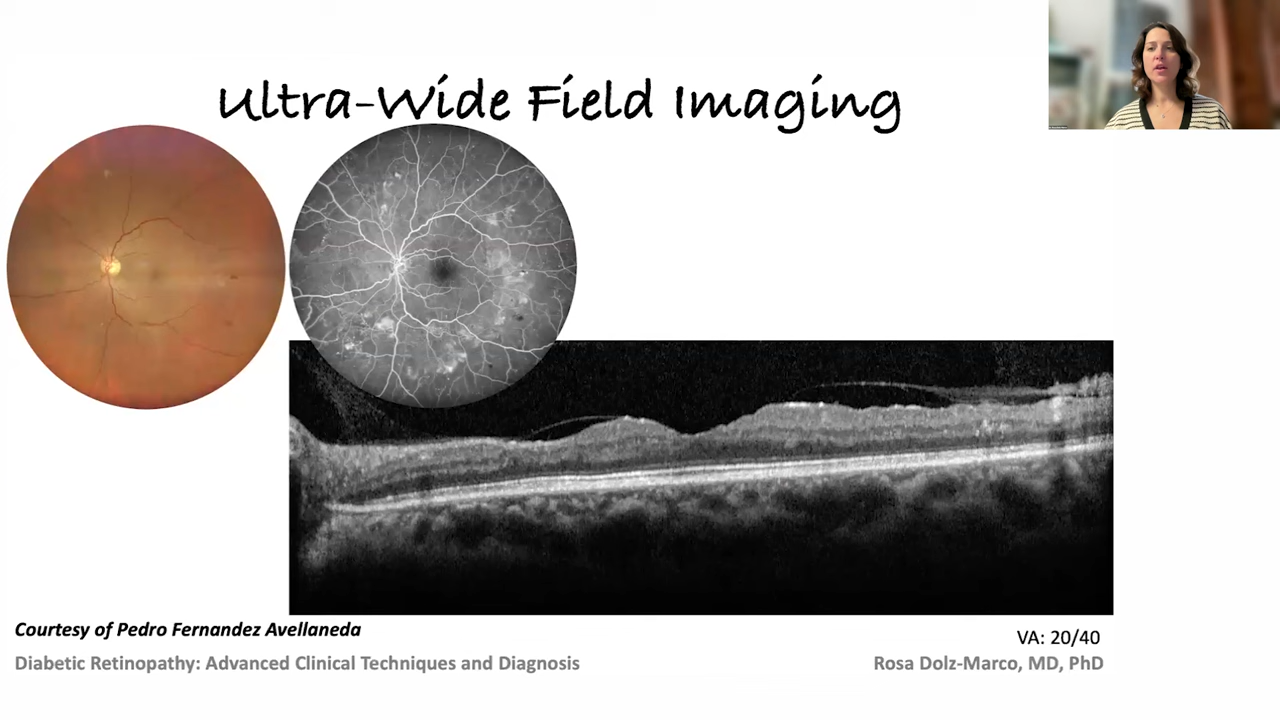 Ultra-Wide Field Imaging
Courtesy of Pedro Fernandez Avellaneda
VA: 20/40
Diabetic Retinopathy: Advanced Clinical Techniques and Diagnosis
Rosa Dolz-Marco, MD, PhD